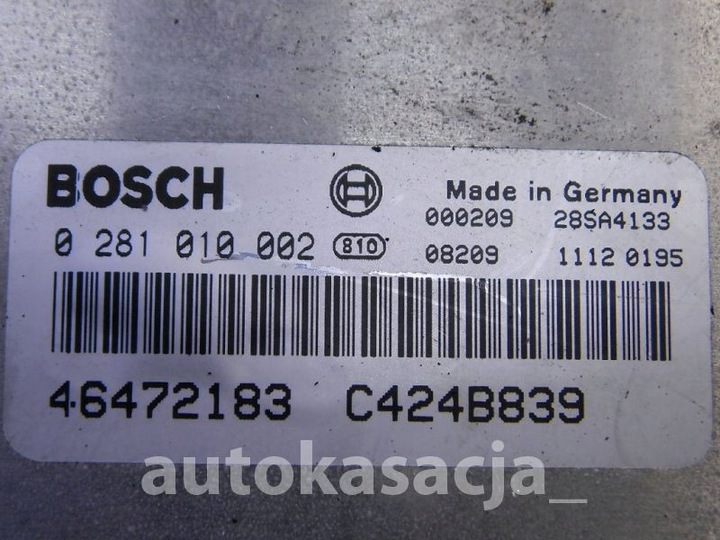 BOSCH
Made in Germany
000209 28SA4133
0 281 010 002 810 08209 1112 0195
46472183 C424B839
autokasacja_